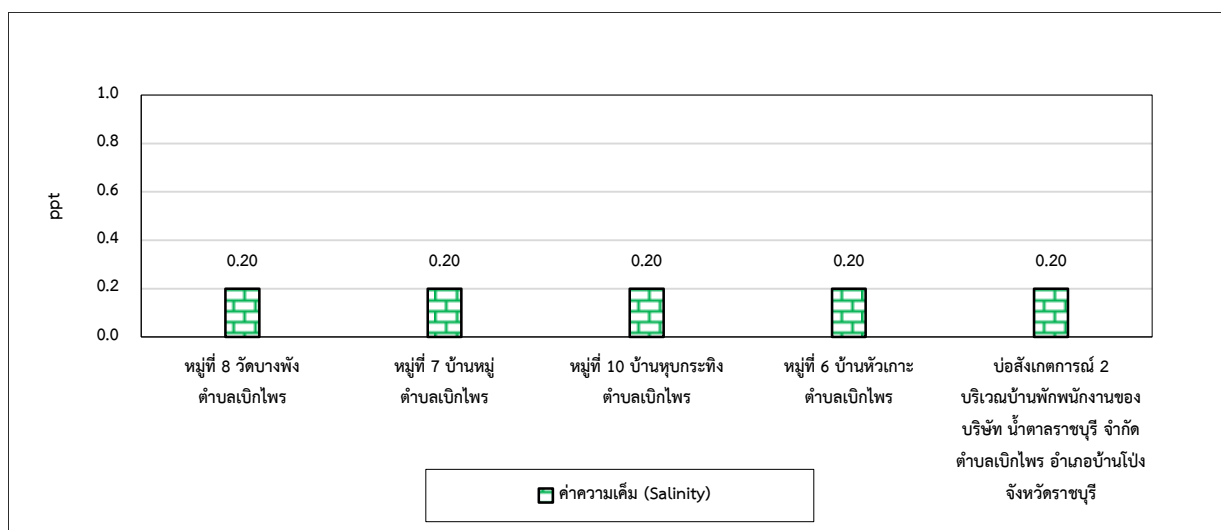 1.0
0.8
0.6
0.4
0.2
0.0
ppt
0.20 0.20 0.20 0.20 0.20
หมู่ที่ 8 วัดบางพัง
ตำบลเบิกไพร
หมู่ที่ 7 บ้านหมู่
ตำบลเบิกไพร
หมู่ที่ 10 บ้านหุบกระทิง
ตำบลเบิกไพร
หมู่ที่ 6 บ้านหัวเกาะ
ตำบลเบิกไพร
บ่อสังเกตการณ์ 2
บริเวณบ้านพักพนักงานของ
บริษัท น้ำตาลราชบุรี จำกัด
ตำบลเบิกไพร อำเภอบ้านโป่ง
จังหวัดราชบุรี
ค่าความเค็ม (Salinity)